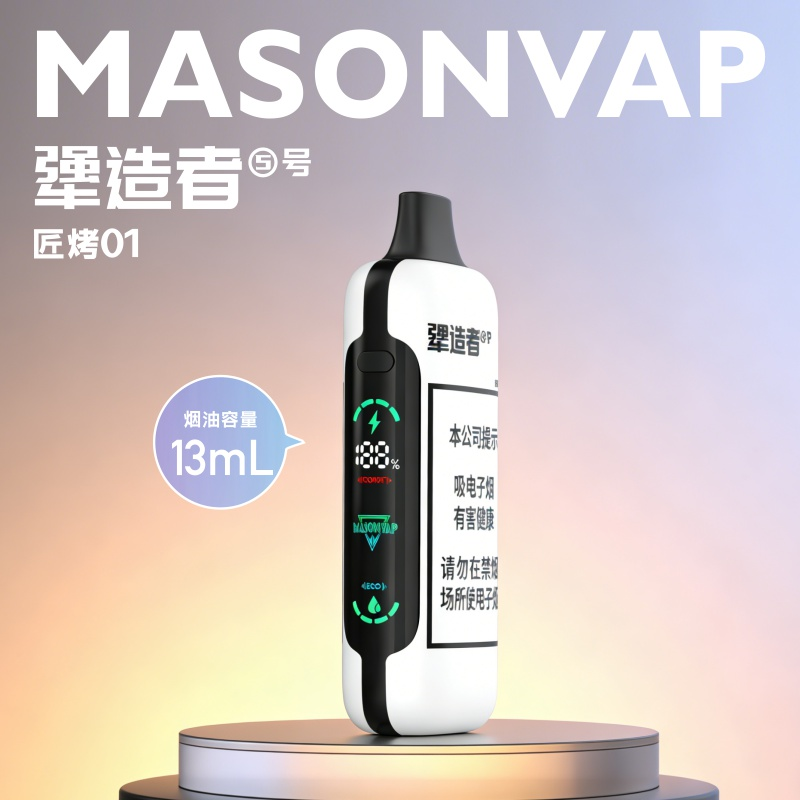 MASONVAP
犟造者⑤号
匠烤01
烟油容量
13mL
犟造者
188%
MASONVAP
ECO
本公司提示
吸电子烟
有害健康
请勿在禁烟
场所使用电子烟